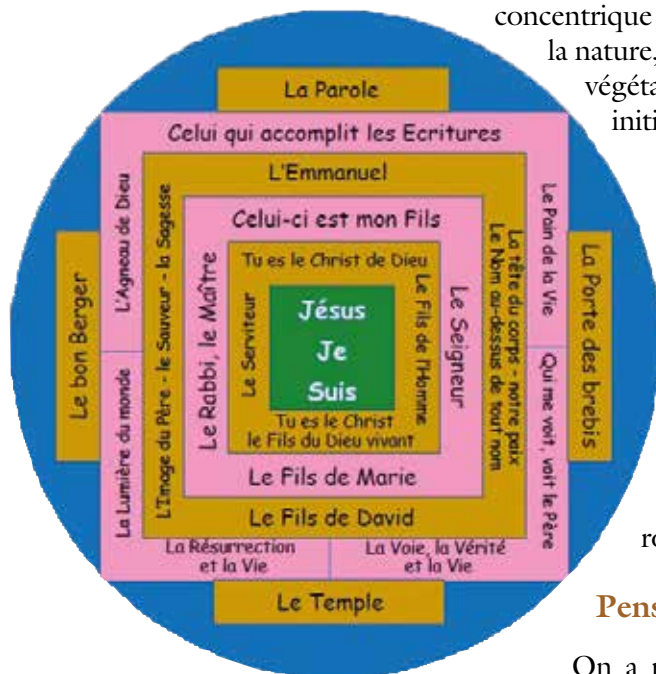 concentrique
la nature,
végéta
initi
La Parole
Celui qui accomplit les Ecritures
L'Emmanuel
Celui-ci est mon Fils
Tu es le Christ de Dieu
Jésus
Je
Suis
Tu es le Christ
le Fils du Dieu vivant
Le Fils de Marie
Le Fils de David
La Résurrection
et la Vie
La Voie, la Vérité
et la Vie
Le Temple
Le bon Berger
L'Agneau de Dieu
La Lumière du monde
L'Image du Père - le Sauveur - la Sagesse
Le Rabbi, le Maître
Le Serviteur
Le Fils de l'Homme
Le Seigneur
La tête du corps - notre paix
Le Nom au-dessus de tout nom
Le Pain de la Vie
Qui me voit, voit le Père
La Porte des brebis
ro
Pens
On a